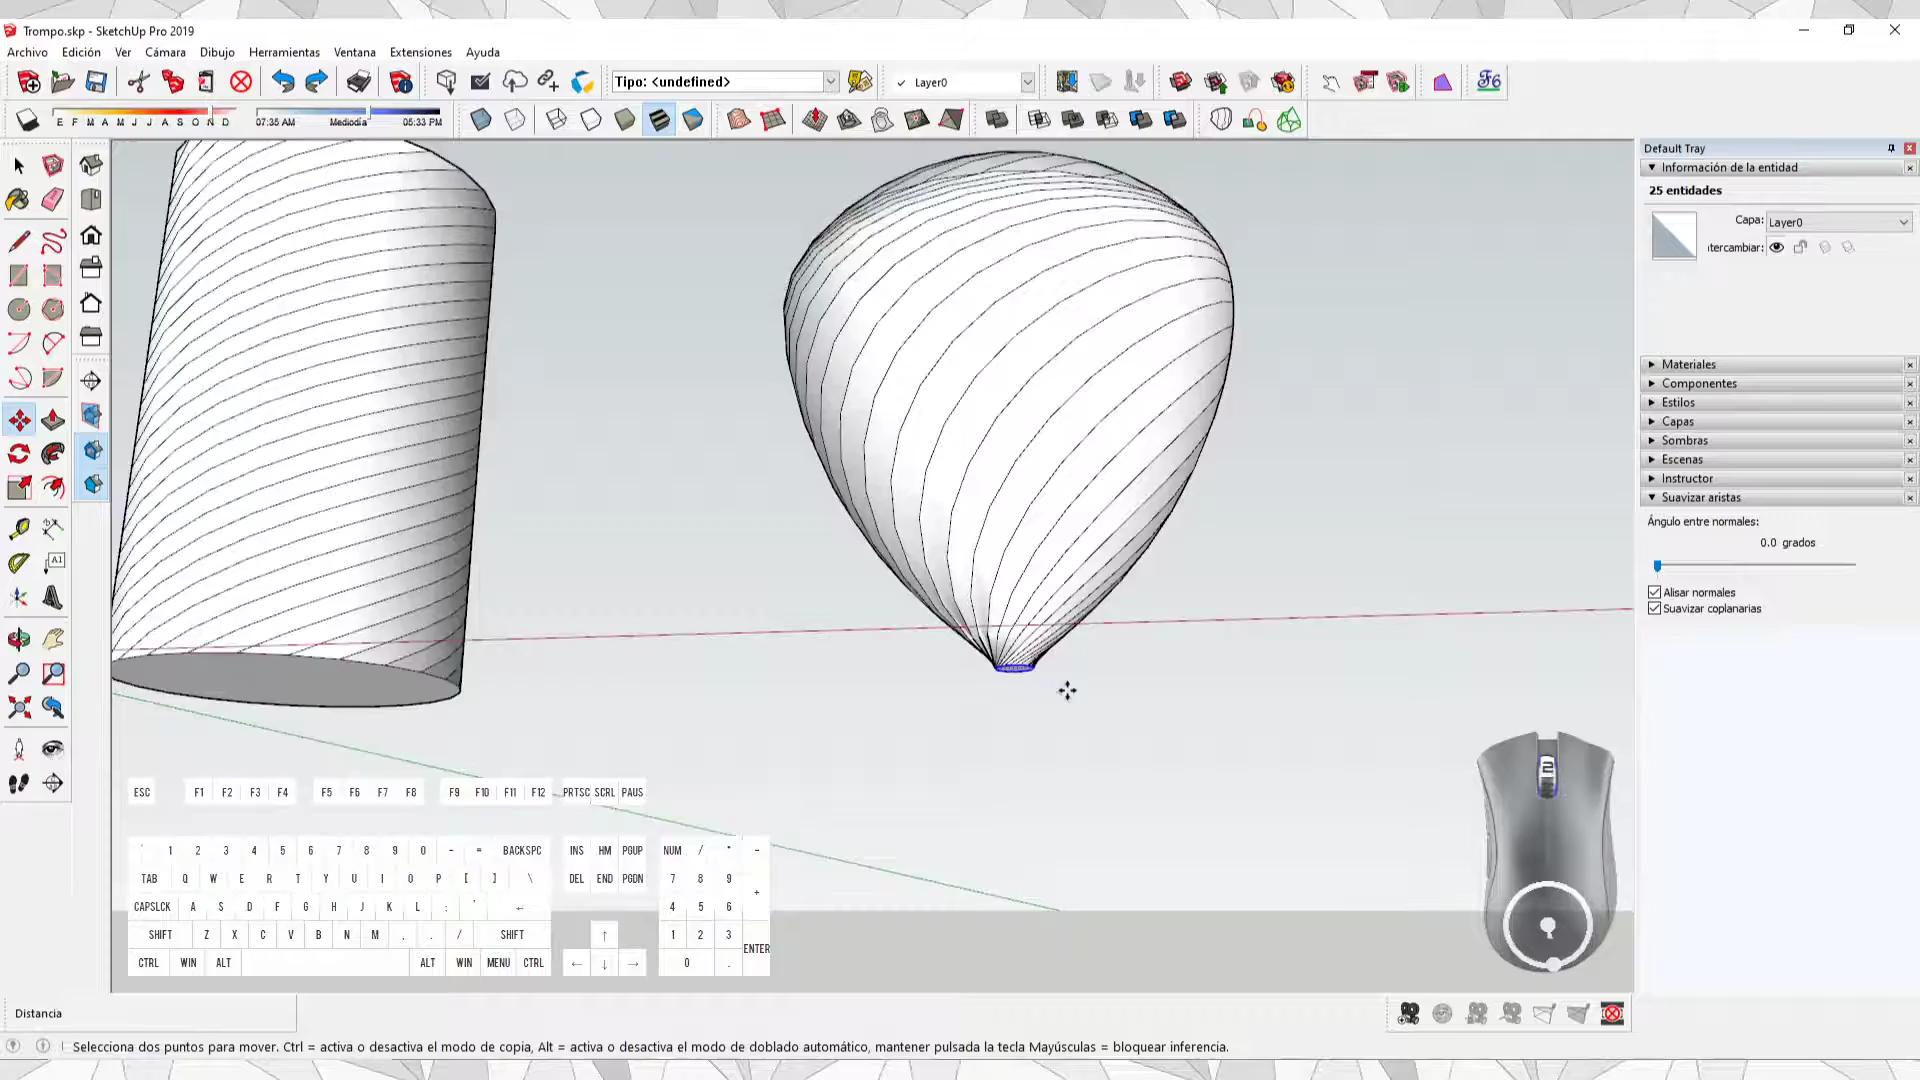 Trompo.skp - SketchUp Pro 2019
Archivo Edición Ver Cámara Dibujo Herramientas Ventana Extensiones Ayuda
Tipo: <undefined>
Layer0
E F M A M J J A S O N D
07:35 AM Mediodía 05:33 PM
Default Tray
Información de la entidad
25 entidades
Capa: Layer0
ıtercambiar:
Materiales
Componentes
Estilos
Capas
Sombras
Escenas
Instructor
Suavizar aristas
Ángulo entre normales:
0.0 grados
Alisar normales
Suavizar coplanarias
A1
2
ESC F1 F2 F3 F4 F5 F6 F7 F8 F9 F10 F11 F12 PRTSC SCRL PAUS
` 1 2 3 4 5 6 7 8 9 0 - = BACKSPC INS HM PGUP NUM / * -
TAB Q W E R T Y U I O P [ ] \ DEL END PGDN 7 8 9 +
CAPSLCK A S D F G H J K L ; ' ↵ 4 5 6
SHIFT Z X C V B N M , . / SHIFT ↑ 1 2 3 ENTER
CTRL WIN ALT ALT WIN MENU CTRL ← ↓ → 0 .
Distancia
Selecciona dos puntos para mover. Ctrl = activa o desactiva el modo de copia, Alt = activa o desactiva el modo de doblado automático, mantener pulsada la tecla Mayúsculas = bloquear inferencia.